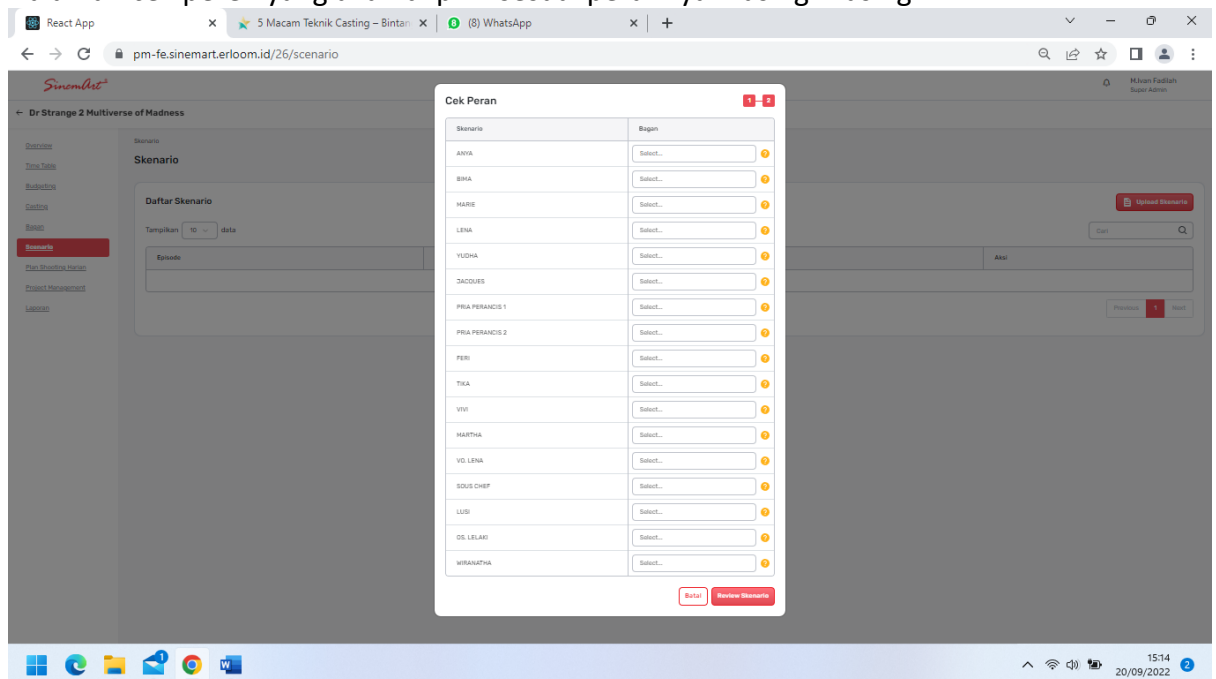 React App
5 Macam Teknik Casting – Bintan
(8) WhatsApp
pm-fe.sinemart.erloom.id/26/scenario
SinemArt
M.Ivan Fadilah
Super Admin
← Dr Strange 2 Multiverse of Madness
Overview
Time Table
Budgeting
Casting
Bagan
Scenario
Plan Shooting Harian
Project Management
Laporan
Skenario
Skenario
Daftar Skenario
Upload Skenario
Tampilkan 10 data
Cari
Episode
Aksi
Previous 1 Next
Cek Peran
1 2
Skenario Bagan
ANYA Select...
BIMA Select...
MARIE Select...
LENA Select...
YUDHA Select...
JACQUES Select...
PRIA PERANCIS 1 Select...
PRIA PERANCIS 2 Select...
FERI Select...
TIKA Select...
VIVI Select...
MARTHA Select...
VO. LENA Select...
SOUS CHEF Select...
LUSI Select...
OS. LELAKI Select...
WIRANATHA Select...
Batal Review Skenario
15:14
20/09/2022
2